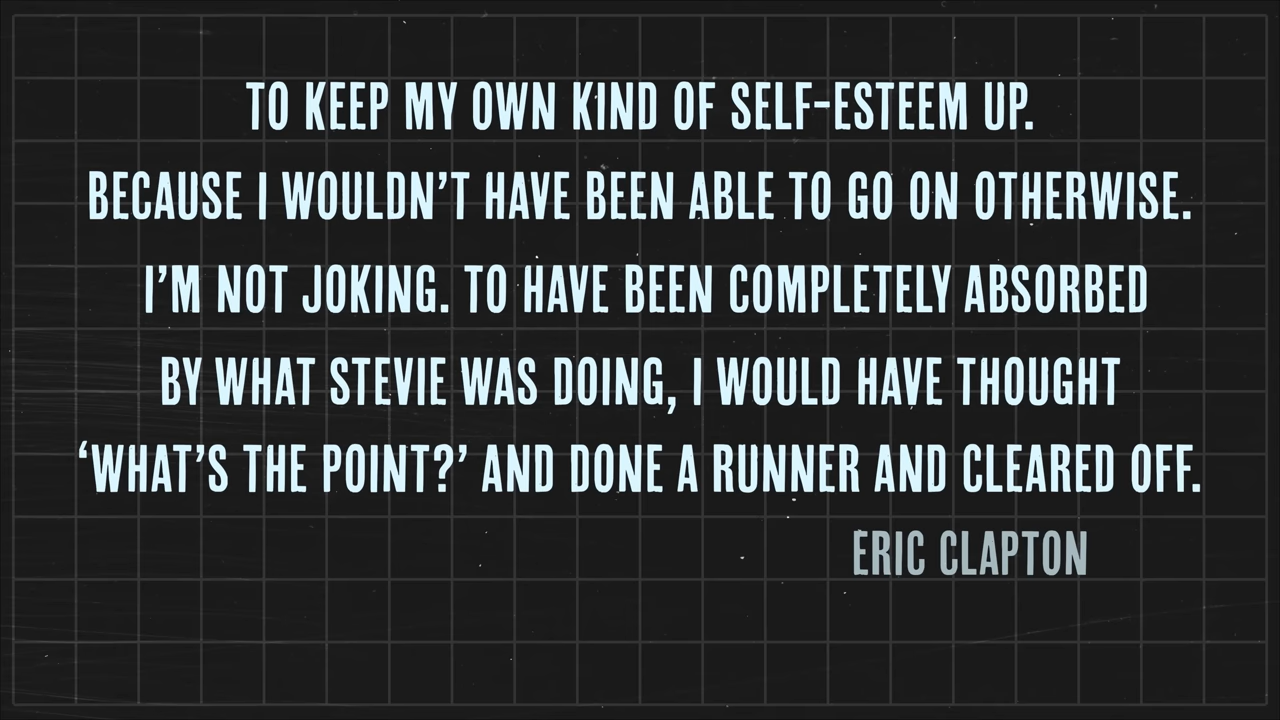 TO KEEP MY OWN KIND OF SELF-ESTEEM UP.
BECAUSE I WOULDN’T HAVE BEEN ABLE TO GO ON OTHERWISE.
I’M NOT JOKING. TO HAVE BEEN COMPLETELY ABSORBED
BY WHAT STEVIE WAS DOING, I WOULD HAVE THOUGHT
‘WHAT’S THE POINT?’ AND DONE A RUNNER AND CLEARED OFF.
ERIC CLAPTON